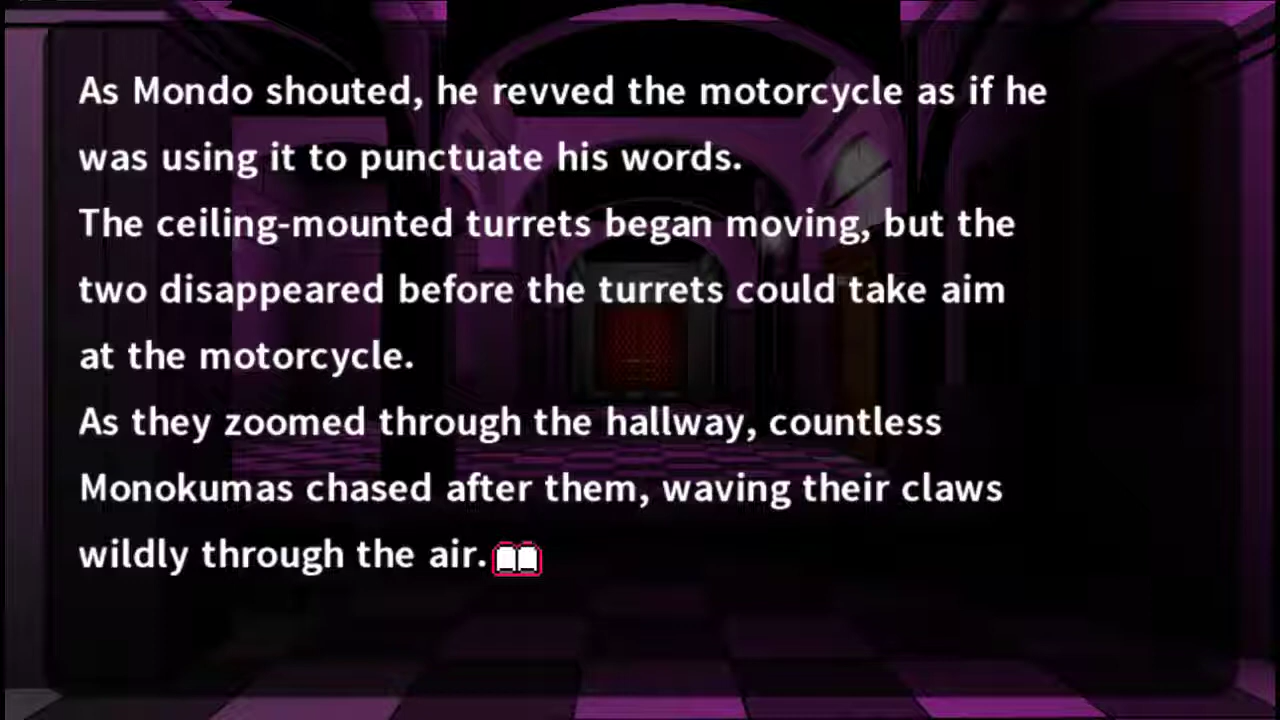 As Mondo shouted, he revved the motorcycle as if he
was using it to punctuate his words.
The ceiling-mounted turrets began moving, but the
two disappeared before the turrets could take aim
at the motorcycle.
As they zoomed through the hallway, countless
Monokumas chased after them, waving their claws
wildly through the air.